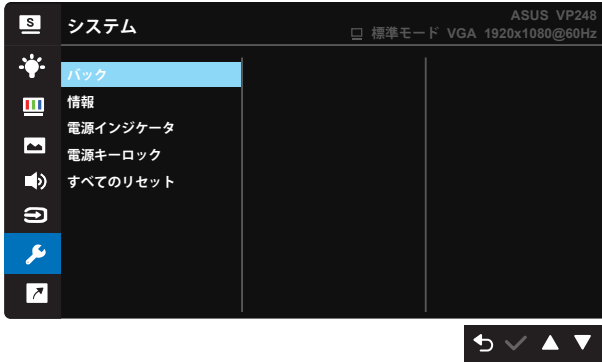 S
システム
ASUS VP248
標準モード VGA 1920x1080@60Hz
バック
情報
電源インジケータ
電源キーロック
すべてのリセット